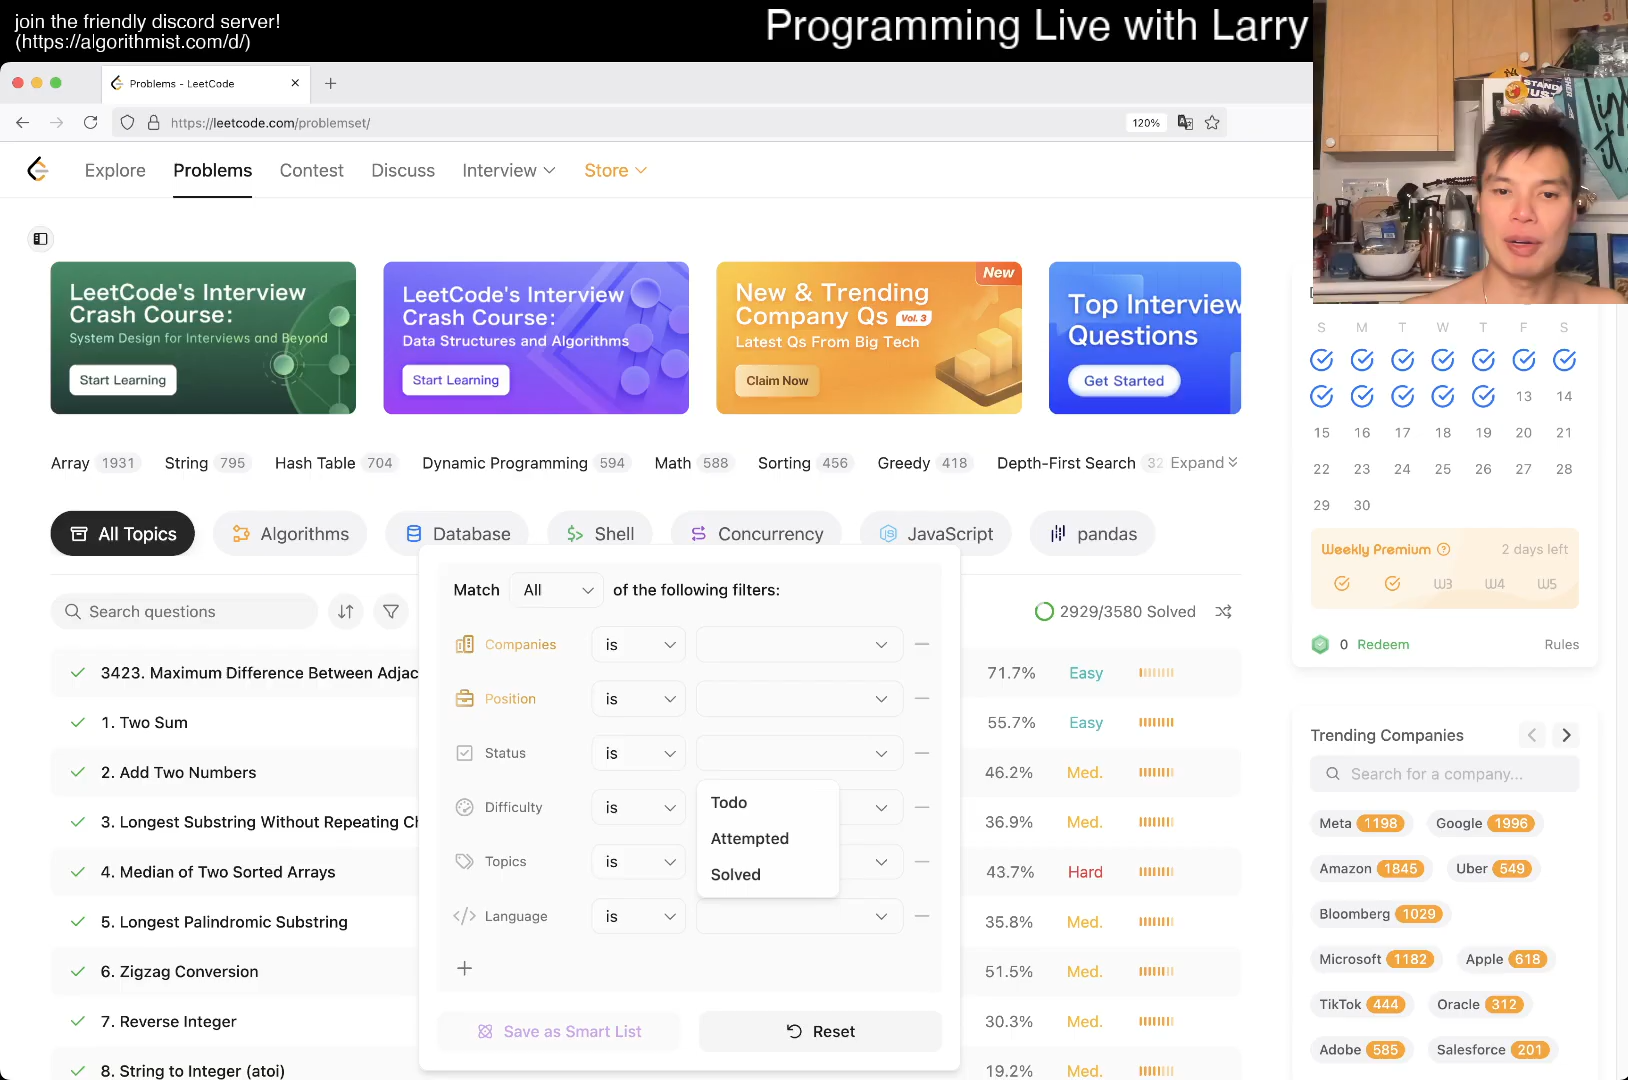 join the friendly discord server!
(https://algorithmist.com/d/)
Programming Live with Larry
Problems - LeetCode
https://leetcode.com/problemset/
120%
Explore
Problems
Contest
Discuss
Interview
Store
LeetCode's Interview
Crash Course:
System Design for Interviews and Beyond
Start Learning
LeetCode's Interview
Crash Course:
Data Structures and Algorithms
Start Learning
New
New & Trending
Company Qs Vol. 3
Latest Qs From Big Tech
Claim Now
Top Interview
Questions
Get Started
S M T W T F S
13 14
15 16 17 18 19 20 21
22 23 24 25 26 27 28
29 30
Array 1931
String 795
Hash Table 704
Dynamic Programming 594
Math 588
Sorting 456
Greedy 418
Depth-First Search 32
Expand
All Topics
Algorithms
Database
Shell
Concurrency
JavaScript
pandas
Weekly Premium
2 days left
W3 W4 W5
0 Redeem
Rules
Search questions
2929/3580 Solved
Match All of the following filters:
Companies is
Position is
Status is
Difficulty is
Topics is
Language is
Todo
Attempted
Solved
Save as Smart List
Reset
3423. Maximum Difference Between Adjac
71.7% Easy
1. Two Sum
55.7% Easy
2. Add Two Numbers
46.2% Med.
3. Longest Substring Without Repeating Ch
36.9% Med.
4. Median of Two Sorted Arrays
43.7% Hard
5. Longest Palindromic Substring
35.8% Med.
6. Zigzag Conversion
51.5% Med.
7. Reverse Integer
30.3% Med.
8. String to Integer (atoi)
19.2% Med.
Trending Companies
Search for a company...
Meta 1198
Google 1996
Amazon 1845
Uber 549
Bloomberg 1029
Microsoft 1182
Apple 618
TikTok 444
Oracle 312
Adobe 585
Salesforce 201